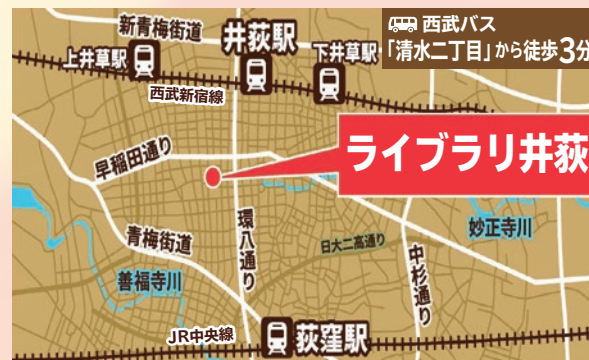 新青梅街道
西武バス
「清水二丁目」から徒歩3分
井荻駅
上井草駅
下井草駅
西武新宿線
ライブラリ井荻
早稲田通り
環八通り
青梅街道
日大二高通り
中杉通り
妙正寺川
善福寺川
JR中央線
荻窪駅